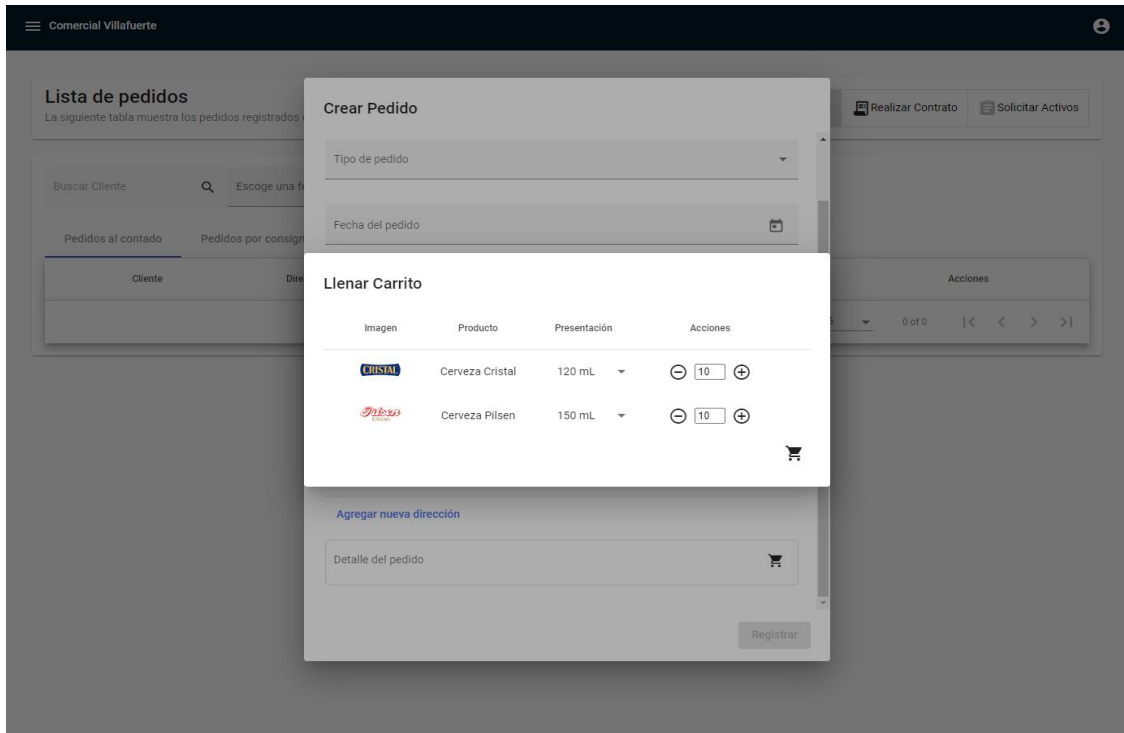 Comercial Villafuerte
Lista de pedidos
La siguiente tabla muestra los pedidos registrados
Realizar Contrato
Solicitar Activos
Buscar Cliente
Escoge una fe
Pedidos al contado
Pedidos por consign
Cliente
Dire
Acciones
0 of 0
Crear Pedido
Tipo de pedido
Fecha del pedido
Llenar Carrito
Imagen Producto Presentación Acciones
CRISTAL Cerveza Cristal 120 mL 10
Pilsen Callao Cerveza Pilsen 150 mL 10
Agregar nueva dirección
Detalle del pedido
Registrar